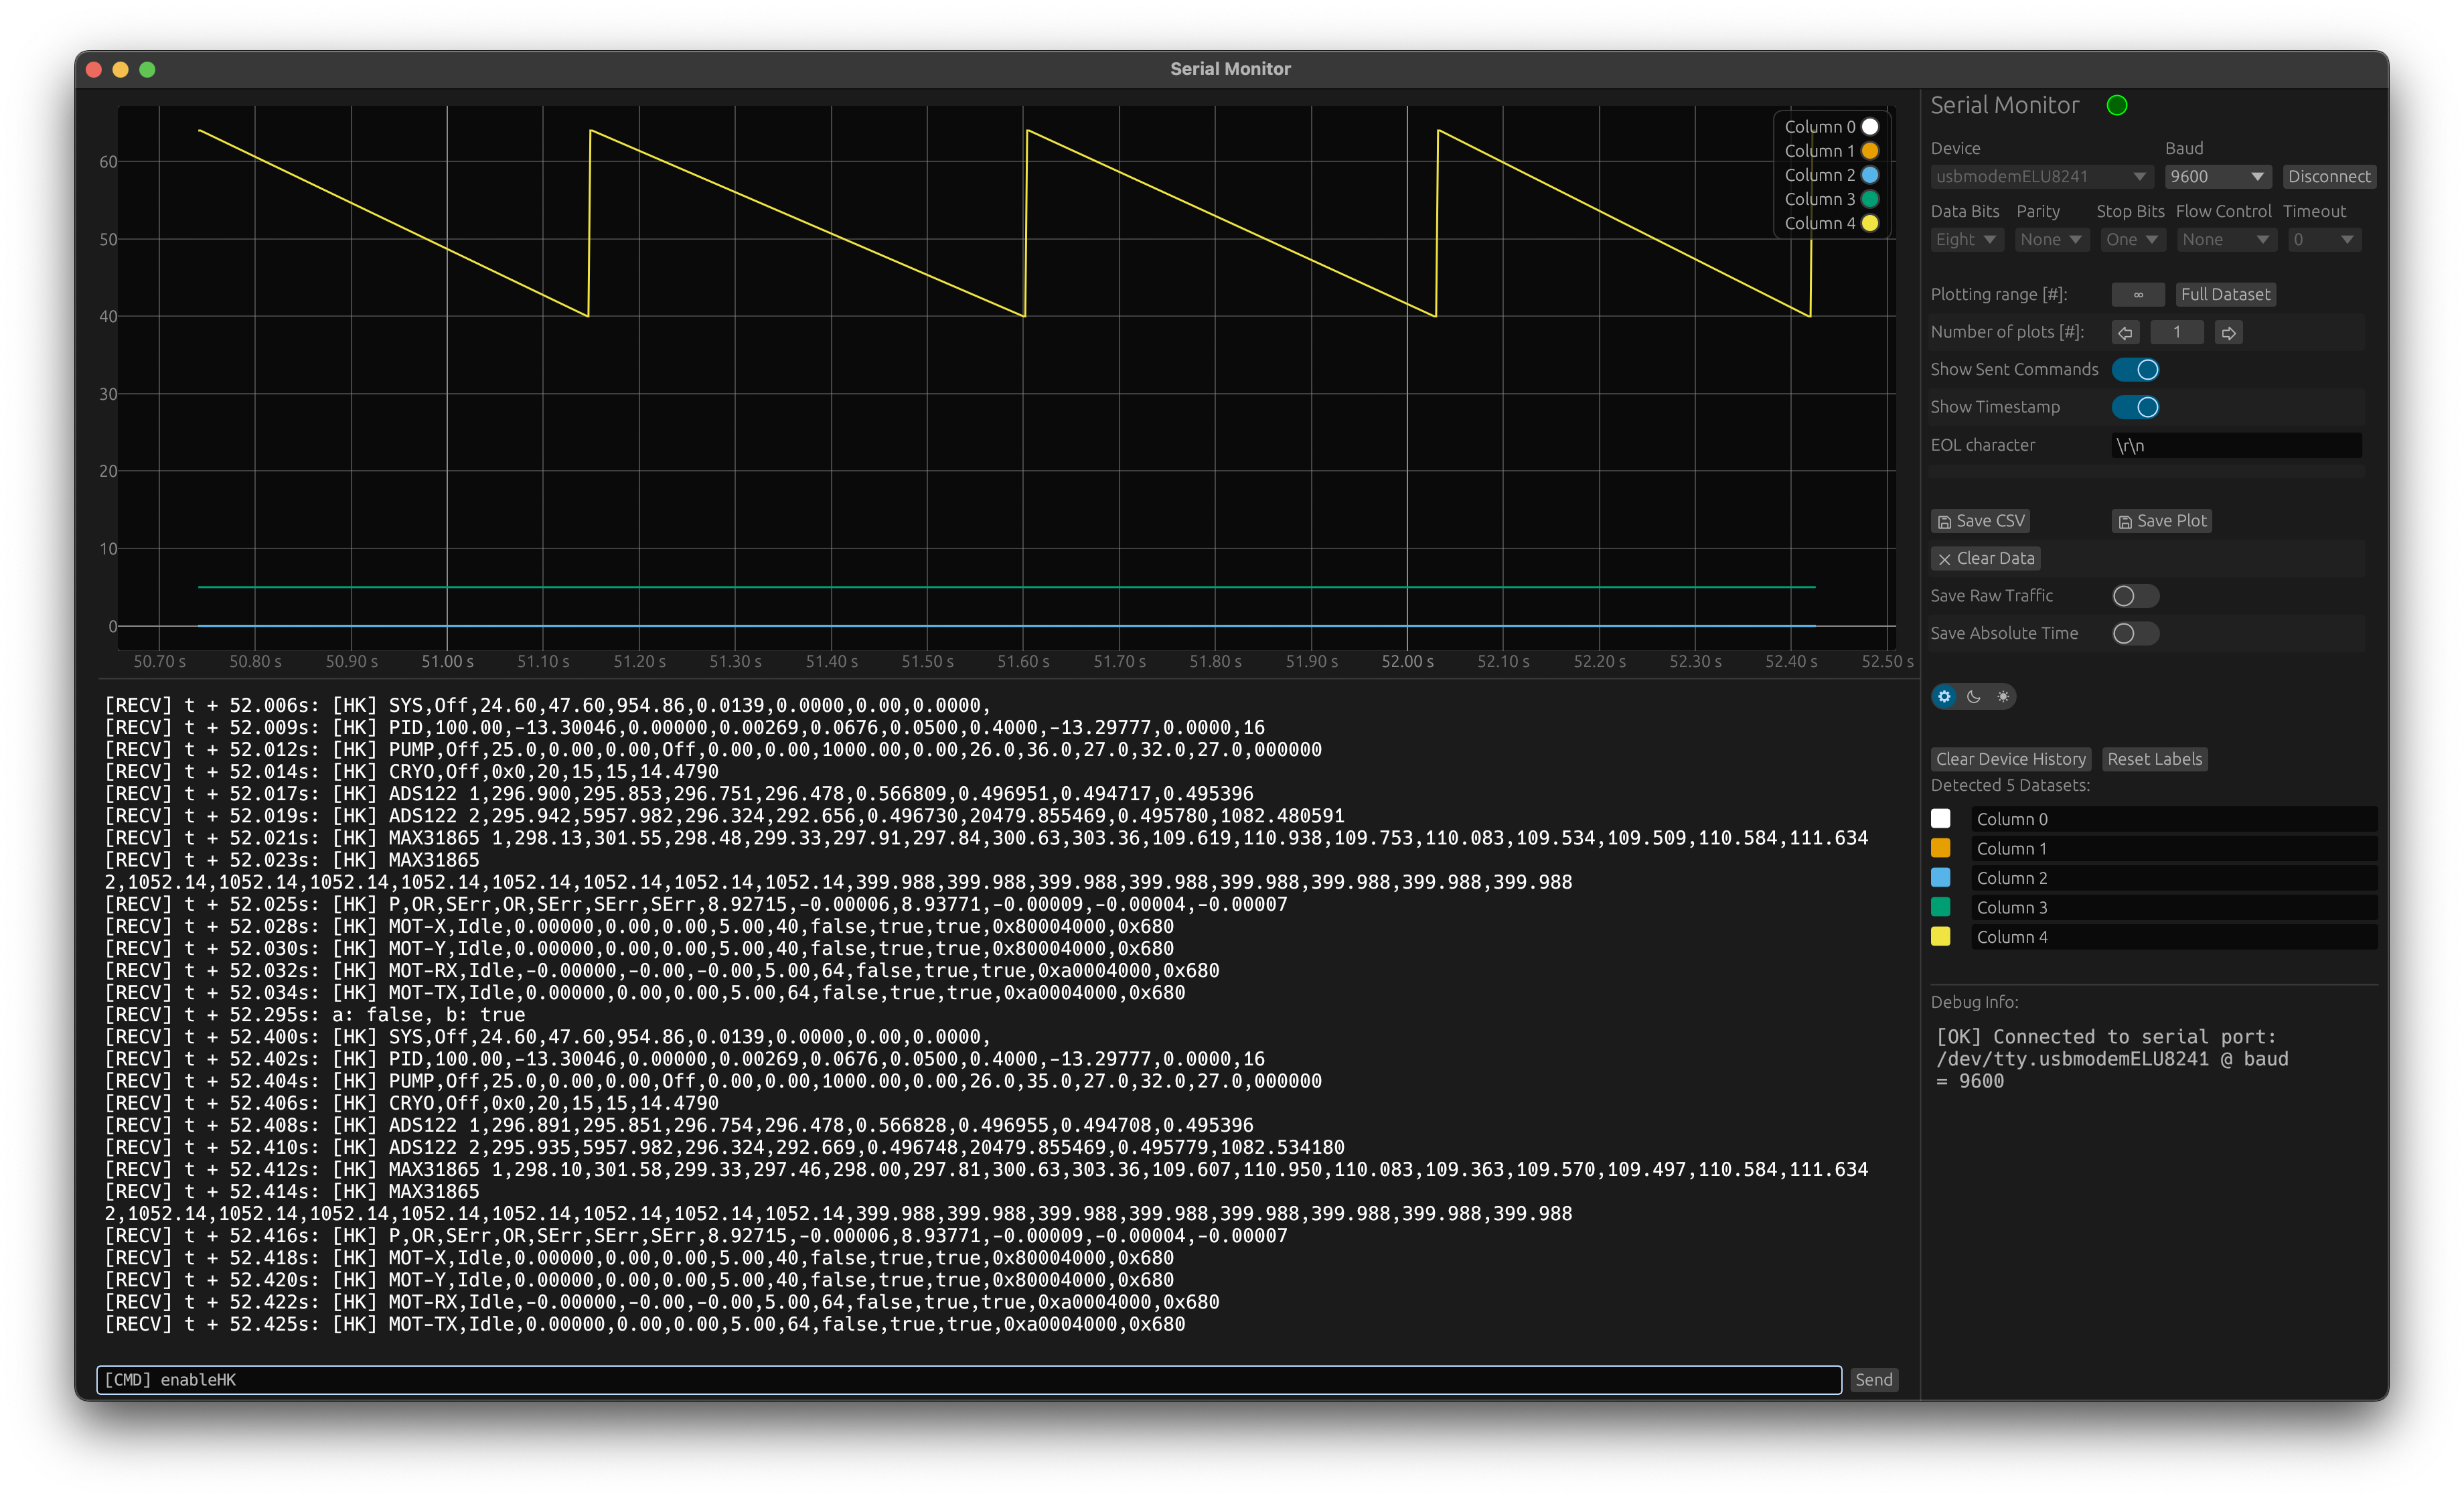 Serial Monitor
60
50
40
30
20
10
0
50.70 s
50.80 s
50.90 s
51.00 s
51.10 s
51.20 s
51.30 s
51.40 s
51.50 s
51.60 s
51.70 s
51.80 s
51.90 s
52.00 s
52.10 s
52.20 s
52.30 s
52.40 s
52.50 s
Column 0
Column 1
Column 2
Column 3
Column 4
[RECV] t + 52.006s: [HK] SYS,Off,24.60,47.60,954.86,0.0139,0.0000,0.00,0.0000,
[RECV] t + 52.009s: [HK] PID,100.00,-13.30046,0.00000,0.00269,0.0676,0.0500,0.4000,-13.29777,0.0000,16
[RECV] t + 52.012s: [HK] PUMP,Off,25.0,0.00,0.00,Off,0.00,0.00,1000.00,0.00,26.0,36.0,27.0,32.0,27.0,000000
[RECV] t + 52.014s: [HK] CRYO,Off,0x0,20,15,15,14.4790
[RECV] t + 52.017s: [HK] ADS122 1,296.900,295.853,296.751,296.478,0.566809,0.496951,0.494717,0.495396
[RECV] t + 52.019s: [HK] ADS122 2,295.942,5957.982,296.324,292.656,0.496730,20479.855469,0.495780,1082.480591
[RECV] t + 52.021s: [HK] MAX31865 1,298.13,301.55,298.48,299.33,297.91,297.84,300.63,303.36,109.619,110.938,109.753,110.083,109.534,109.509,110.584,111.634
[RECV] t + 52.023s: [HK] MAX31865
2,1052.14,1052.14,1052.14,1052.14,1052.14,1052.14,1052.14,1052.14,399.988,399.988,399.988,399.988,399.988,399.988,399.988,399.988
[RECV] t + 52.025s: [HK] P,OR,SErr,OR,SErr,SErr,SErr,8.92715,-0.00006,8.93771,-0.00009,-0.00004,-0.00007
[RECV] t + 52.028s: [HK] MOT-X,Idle,0.00000,0.00,0.00,5.00,40,false,true,true,0x80004000,0x680
[RECV] t + 52.030s: [HK] MOT-Y,Idle,0.00000,0.00,0.00,5.00,40,false,true,true,0x80004000,0x680
[RECV] t + 52.032s: [HK] MOT-RX,Idle,-0.00000,-0.00,-0.00,5.00,64,false,true,true,0xa0004000,0x680
[RECV] t + 52.034s: [HK] MOT-TX,Idle,0.00000,0.00,0.00,5.00,64,false,true,true,0xa0004000,0x680
[RECV] t + 52.295s: a: false, b: true
[RECV] t + 52.400s: [HK] SYS,Off,24.60,47.60,954.86,0.0139,0.0000,0.00,0.0000,
[RECV] t + 52.402s: [HK] PID,100.00,-13.30046,0.00000,0.00269,0.0676,0.0500,0.4000,-13.29777,0.0000,16
[RECV] t + 52.404s: [HK] PUMP,Off,25.0,0.00,0.00,Off,0.00,0.00,1000.00,0.00,26.0,35.0,27.0,32.0,27.0,000000
[RECV] t + 52.406s: [HK] CRYO,Off,0x0,20,15,15,14.4790
[RECV] t + 52.408s: [HK] ADS122 1,296.891,295.851,296.754,296.478,0.566828,0.496955,0.494708,0.495396
[RECV] t + 52.410s: [HK] ADS122 2,295.935,5957.982,296.324,292.669,0.496748,20479.855469,0.495779,1082.534180
[RECV] t + 52.412s: [HK] MAX31865 1,298.10,301.58,299.33,297.46,298.00,297.81,300.63,303.36,109.607,110.950,110.083,109.363,109.570,109.497,110.584,111.634
[RECV] t + 52.414s: [HK] MAX31865
2,1052.14,1052.14,1052.14,1052.14,1052.14,1052.14,1052.14,1052.14,399.988,399.988,399.988,399.988,399.988,399.988,399.988,399.988
[RECV] t + 52.416s: [HK] P,OR,SErr,OR,SErr,SErr,SErr,8.92715,-0.00006,8.93771,-0.00009,-0.00004,-0.00007
[RECV] t + 52.418s: [HK] MOT-X,Idle,0.00000,0.00,0.00,5.00,40,false,true,true,0x80004000,0x680
[RECV] t + 52.420s: [HK] MOT-Y,Idle,0.00000,0.00,0.00,5.00,40,false,true,true,0x80004000,0x680
[RECV] t + 52.422s: [HK] MOT-RX,Idle,-0.00000,-0.00,-0.00,5.00,64,false,true,true,0xa0004000,0x680
[RECV] t + 52.425s: [HK] MOT-TX,Idle,0.00000,0.00,0.00,5.00,64,false,true,true,0xa0004000,0x680
[CMD] enableHK
Send
Serial Monitor
Device Baud
usbmodemELU8241 9600 Disconnect
Data Bits Parity Stop Bits Flow Control Timeout
Eight None One None 0
Plotting range [#]: ∞ Full Dataset
Number of plots [#]: 1
Show Sent Commands
Show Timestamp
EOL character \r\n
Save CSV Save Plot
Clear Data
Save Raw Traffic
Save Absolute Time
Clear Device History Reset Labels
Detected 5 Datasets:
Column 0
Column 1
Column 2
Column 3
Column 4
Debug Info:
[OK] Connected to serial port:
/dev/tty.usbmodemELU8241 @ baud
= 9600